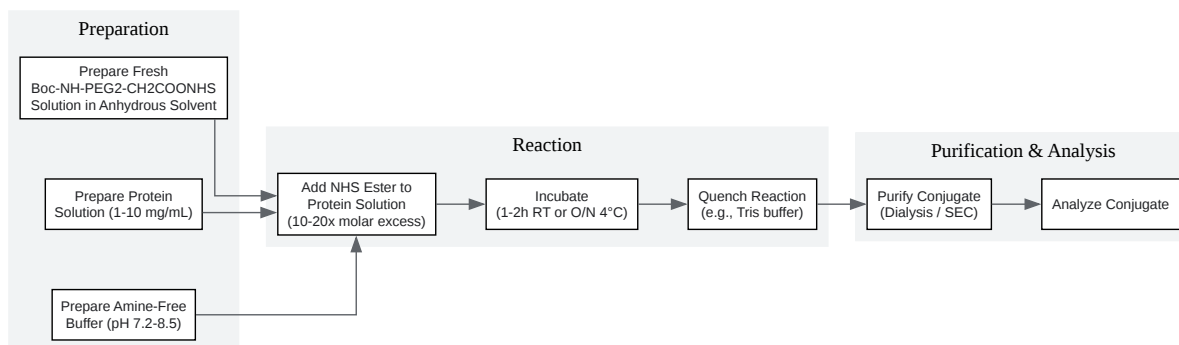 Preparation
Prepare Fresh
Boc-NH-PEG2-CH2COONHS
Solution in Anhydrous Solvent
Prepare Protein
Solution (1-10 mg/mL)
Prepare Amine-Free
Buffer (pH 7.2-8.5)
Reaction
Add NHS Ester to
Protein Solution
(10-20x molar excess)
Incubate
(1-2h RT or O/N 4°C)
Quench Reaction
(e.g., Tris buffer)
Purification & Analysis
Purify Conjugate
(Dialysis / SEC)
Analyze Conjugate